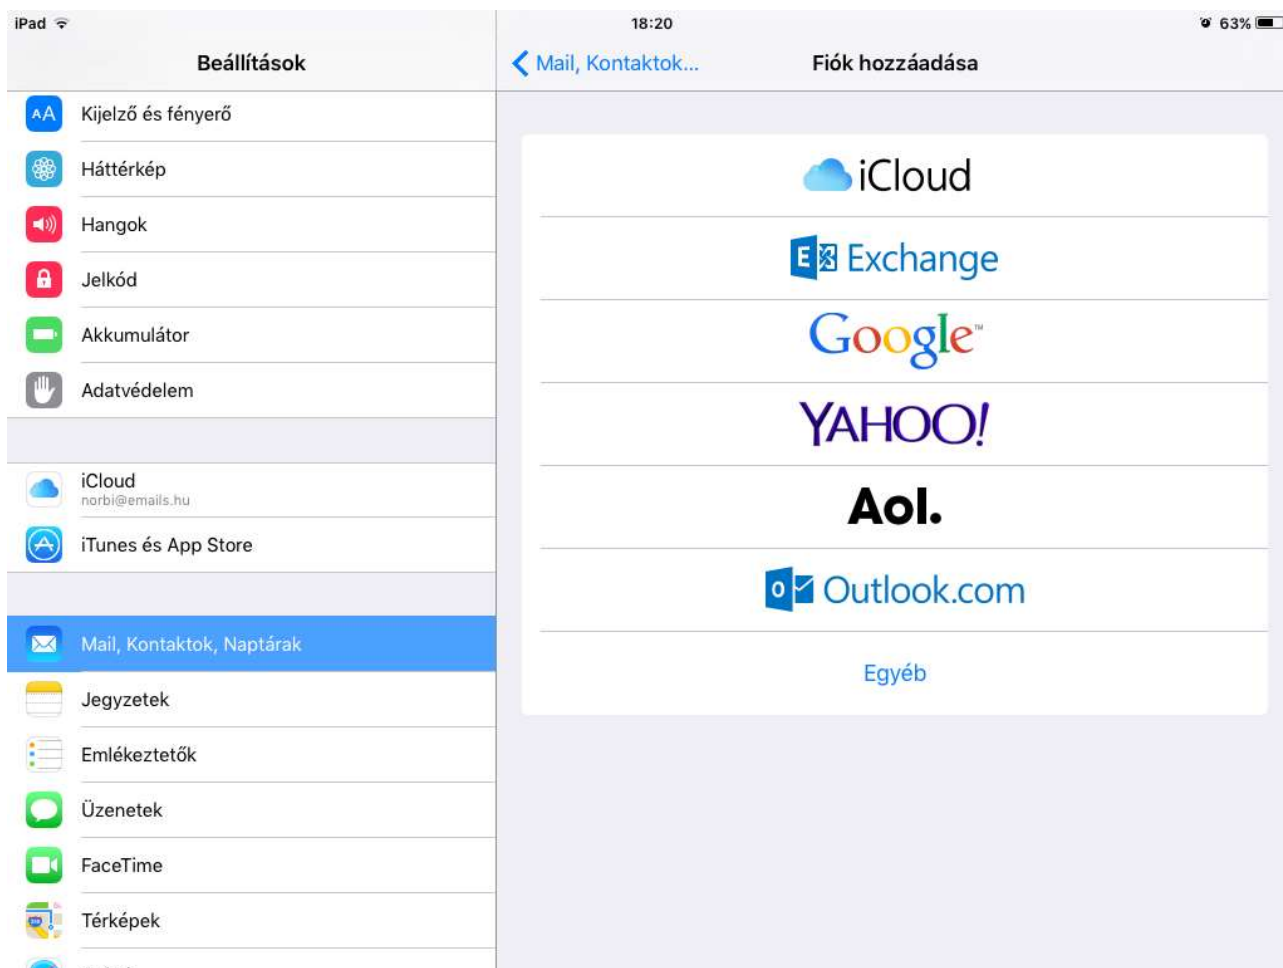 iPad 18:20 63%
Beállítások
Mail, Kontaktok... Fiók hozzáadása
AA Kijelző és fényerő
Háttérkép
Hangok
Jelkód
Akkumulátor
Adatvédelem
iCloud
norbi@emails.hu
iTunes és App Store
Mail, Kontaktok, Naptárak
Jegyzetek
Emlékeztetők
Üzenetek
FaceTime
Térképek
iCloud
E Exchange
Google™
YAHOO!
Aol.
o Outlook.com
Egyéb